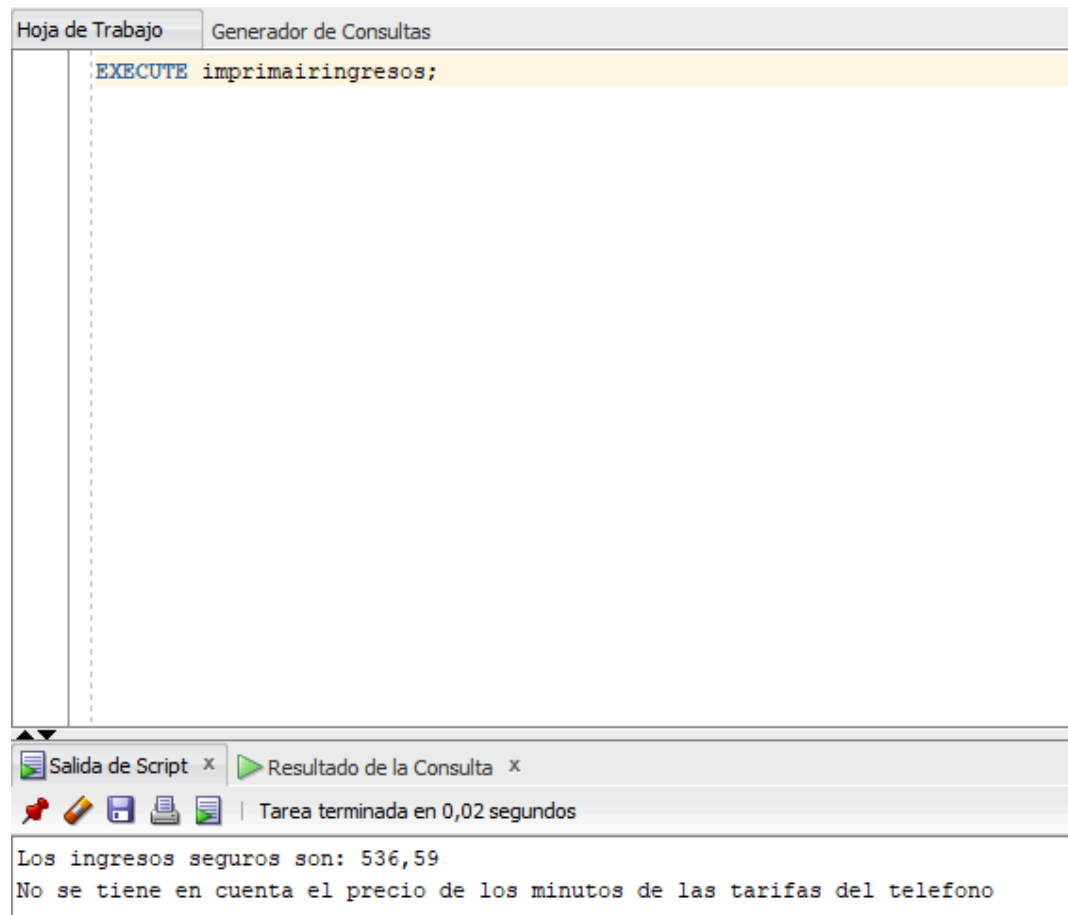 Hoja de Trabajo Generador de Consultas
EXECUTE imprimairingresos;
Salida de Script x Resultado de la Consulta x
Tarea terminada en 0,02 segundos
Los ingresos seguros son: 536,59
No se tiene en cuenta el precio de los minutos de las tarifas del telefono